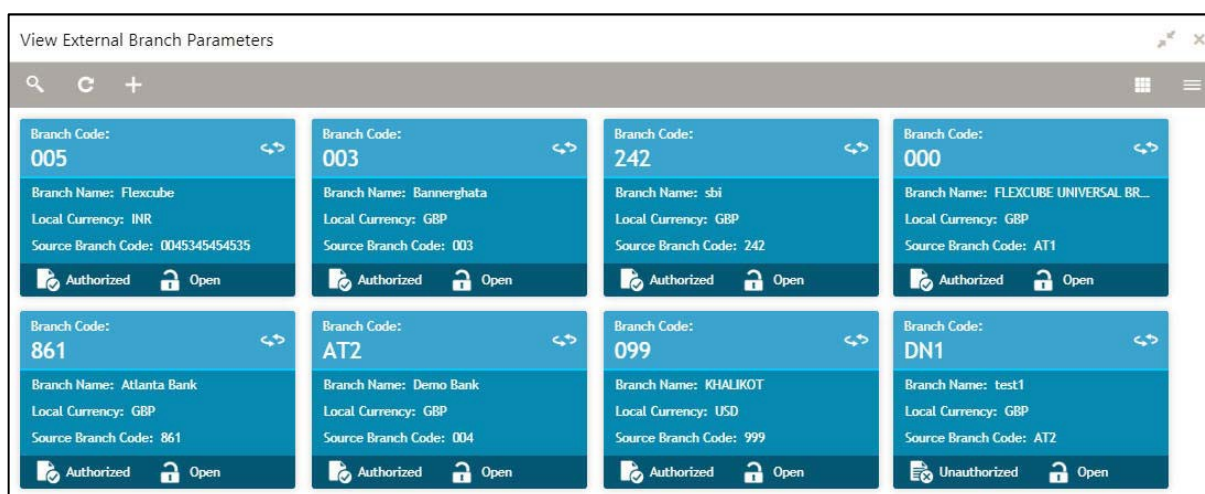 View External Branch Parameters
Branch Code:
005
Branch Name: Flexcube
Local Currency: INR
Source Branch Code: 0045345454535
Authorized Open
Branch Code:
003
Branch Name: Bannerghata
Local Currency: GBP
Source Branch Code: 003
Authorized Open
Branch Code:
242
Branch Name: sbi
Local Currency: GBP
Source Branch Code: 242
Authorized Open
Branch Code:
000
Branch Name: FLEXCUBE UNIVERSAL BR...
Local Currency: GBP
Source Branch Code: AT1
Authorized Open
Branch Code:
861
Branch Name: Atlanta Bank
Local Currency: GBP
Source Branch Code: 861
Authorized Open
Branch Code:
AT2
Branch Name: Demo Bank
Local Currency: GBP
Source Branch Code: 004
Authorized Open
Branch Code:
099
Branch Name: KHALIKOT
Local Currency: USD
Source Branch Code: 999
Authorized Open
Branch Code:
DN1
Branch Name: test1
Local Currency: GBP
Source Branch Code: AT2
Unauthorized Open